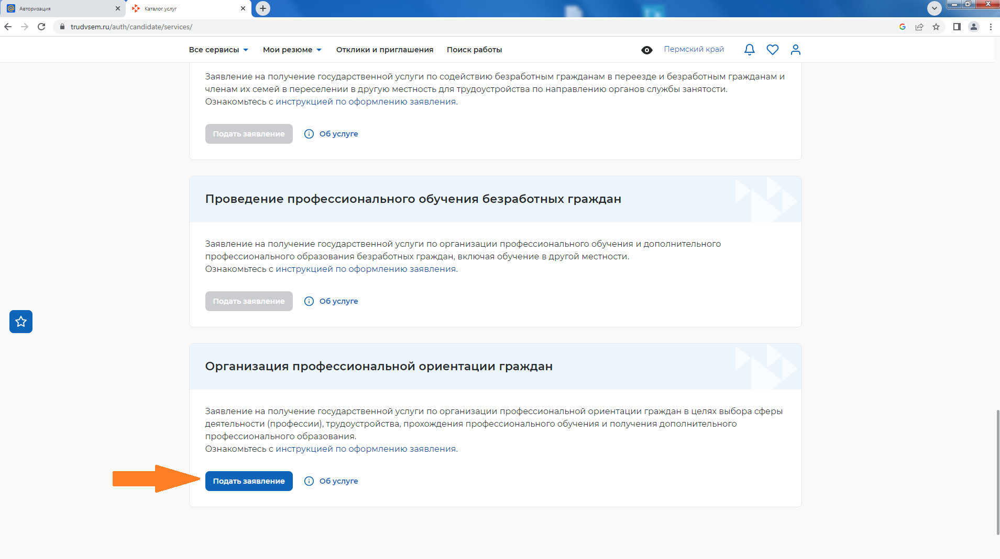 Авторизация
Каталог услуг
trudvsem.ru/auth/candidate/services/
Все сервисы
Мои резюме
Отклики и приглашения
Поиск работы
Пермский край
Заявление на получение государственной услуги по содействию безработным гражданам в переезде и безработным гражданам и
членам их семей в переселении в другую местность для трудоустройства по направлению органов службы занятости.
Ознакомьтесь с инструкцией по оформлению заявления.
Подать заявление
Об услуге
Проведение профессионального обучения безработных граждан
Заявление на получение государственной услуги по организации профессионального обучения и дополнительного
профессионального образования безработных граждан, включая обучение в другой местности.
Ознакомьтесь с инструкцией по оформлению заявления.
Подать заявление
Об услуге
Организация профессиональной ориентации граждан
Заявление на получение государственной услуги по организации профессиональной ориентации граждан в целях выбора сферы
деятельности (профессии), трудоустройства, прохождения профессионального обучения и получения дополнительного
профессионального образования.
Ознакомьтесь с инструкцией по оформлению заявления.
Подать заявление
Об услуге